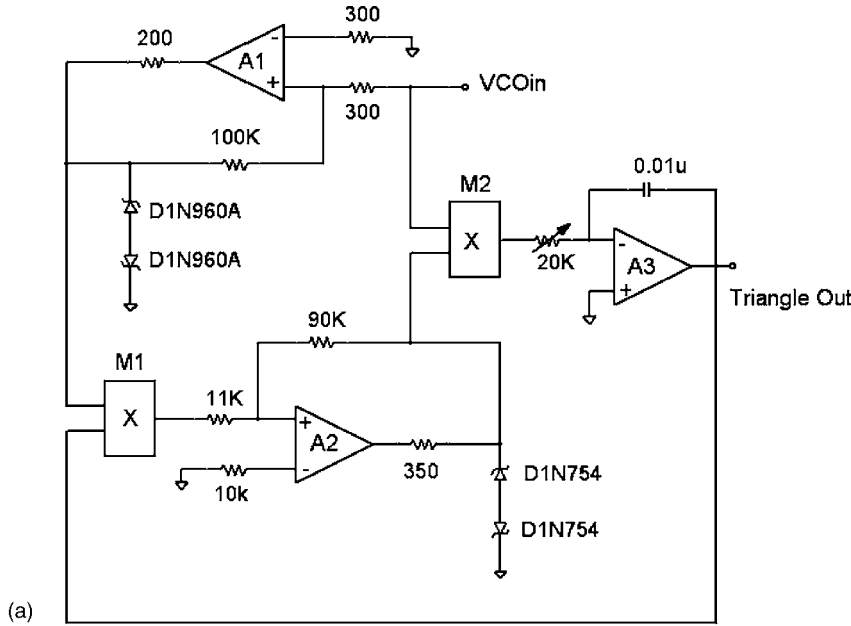 300
200
A1
-
+
VCOin
300
100K
0.01u
M2
D1N960A
X
-
20K
A3
D1N960A
+
Triangle Out
90K
M1
11K
X
+
A2
-
350
D1N754
10k
D1N754
(a)